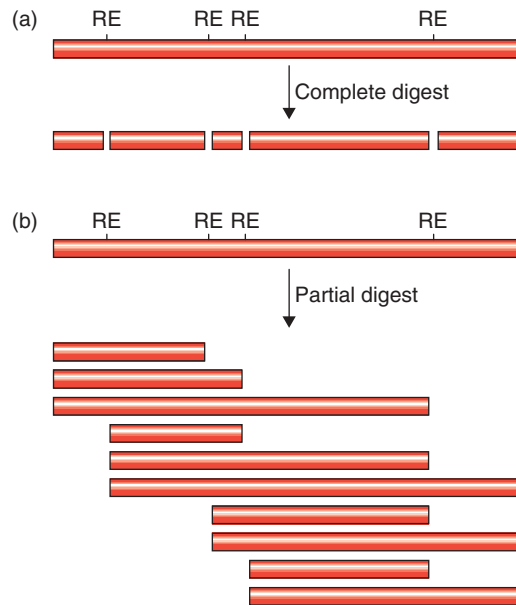 (a) RE RE RE RE
Complete digest
(b) RE RE RE RE
Partial digest